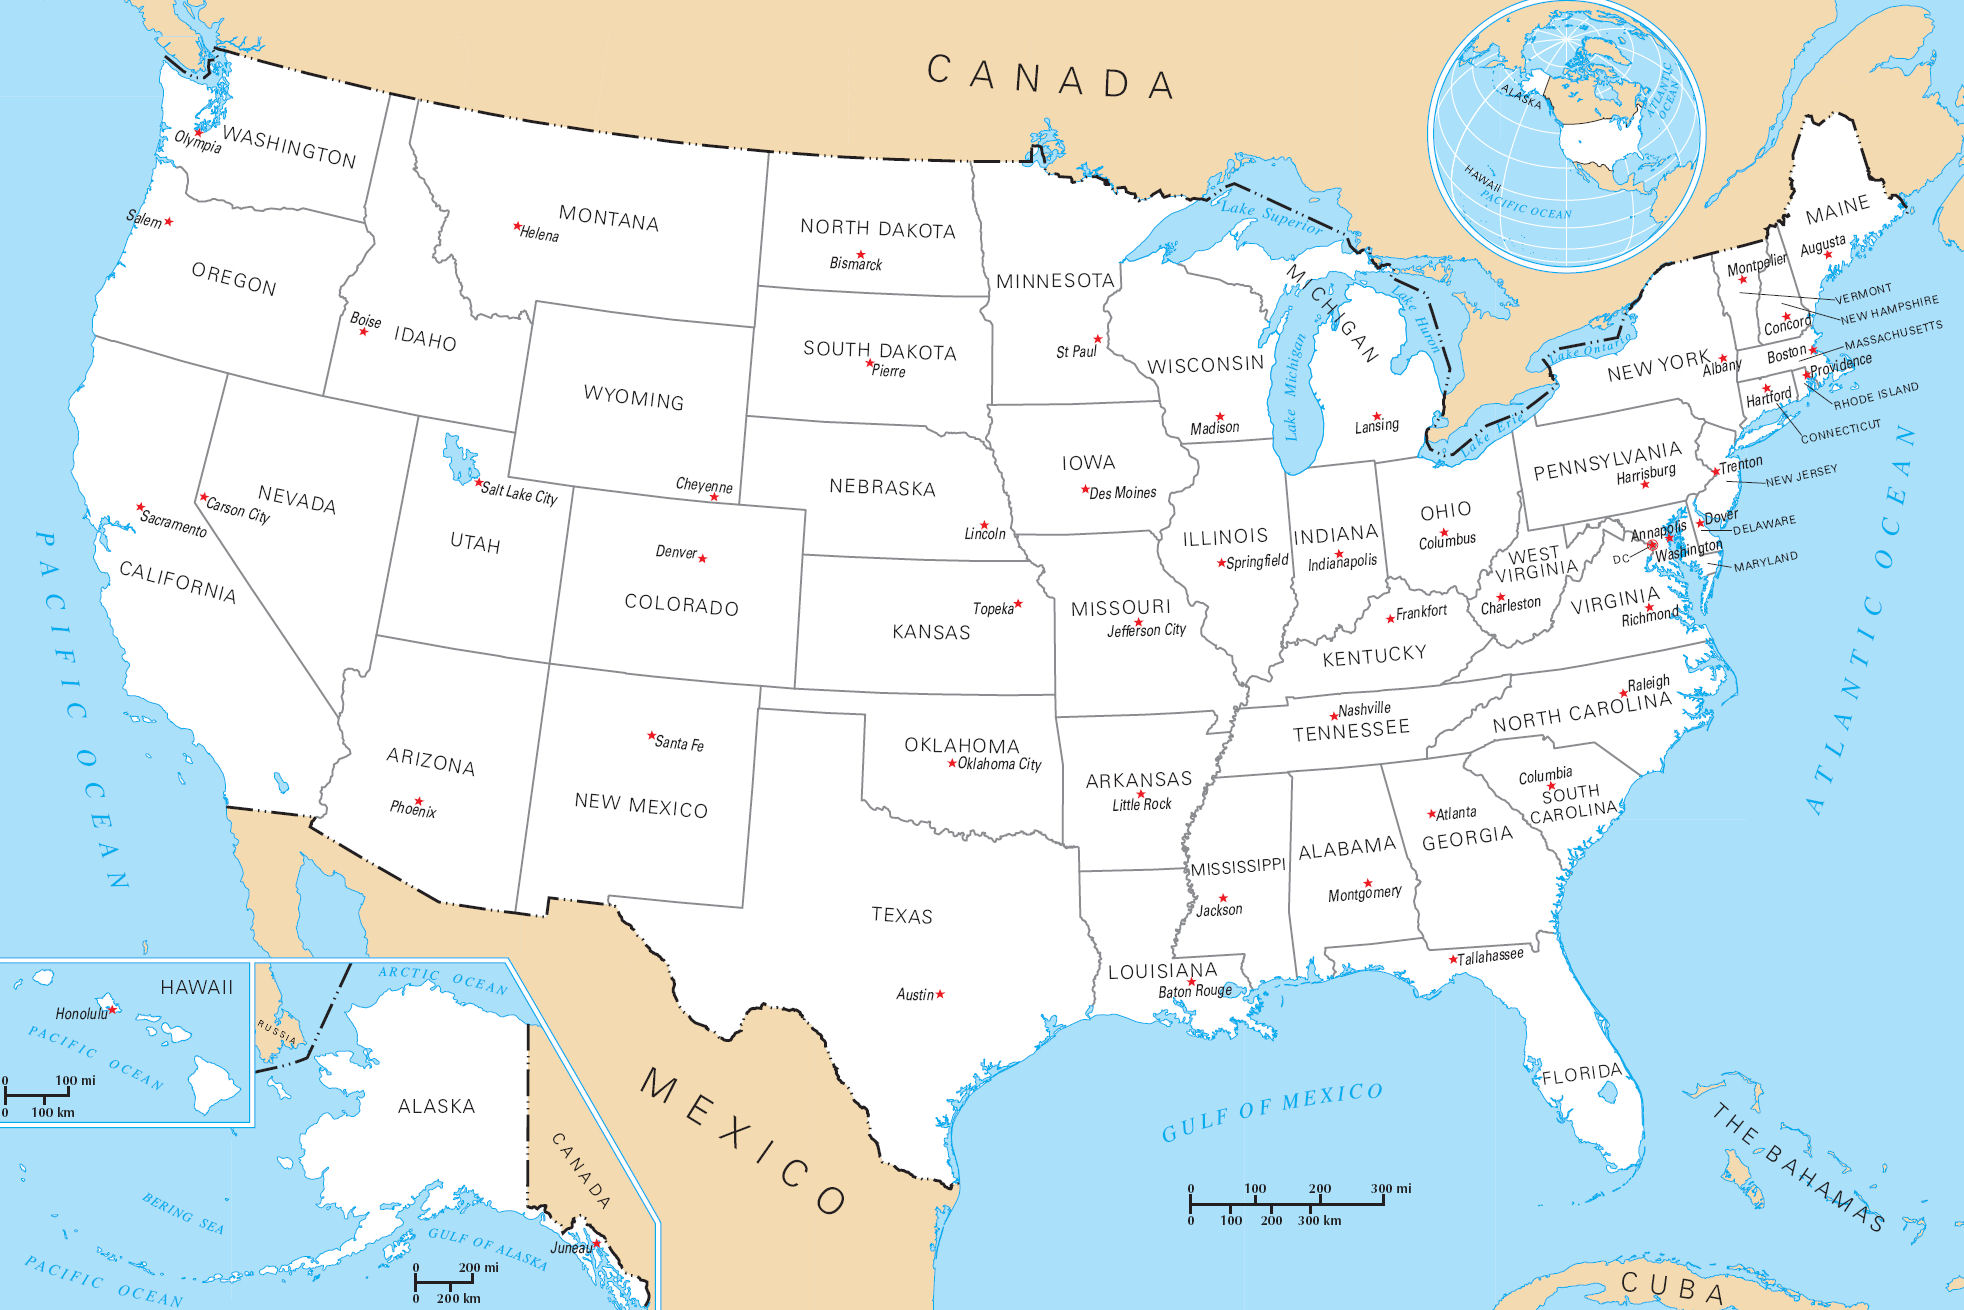 CANADA
ALASKA
HAWAII
PACIFIC OCEAN
ATLANTIC
OCEAN
WASHINGTON
Olympia
MONTANA
Helena
NORTH DAKOTA
Bismarck
MINNESOTA
St Paul
Lake Superior
MAINE
Augusta
Montpelier
VERMONT
NEW HAMPSHIRE
Concord
MASSACHUSETTS
Boston
Providence
RHODE ISLAND
Hartford
CONNECTICUT
Salem
OREGON
Boise
IDAHO
WYOMING
Cheyenne
SOUTH DAKOTA
Pierre
WISCONSIN
Madison
MICHIGAN
Lansing
Lake Michigan
Lake Huron
Lake Ontario
Lake Erie
NEW YORK
Albany
PENNSYLVANIA
Harrisburg
Trenton
NEW JERSEY
Dover
DELAWARE
Annapolis
Washington
DC
MARYLAND
PACIFIC OCEAN
ATLANTIC OCEAN
Sacramento
CALIFORNIA
Carson City
NEVADA
Salt Lake City
UTAH
Denver
COLORADO
NEBRASKA
Lincoln
IOWA
Des Moines
ILLINOIS
Springfield
INDIANA
Indianapolis
OHIO
Columbus
WEST
VIRGINIA
Charleston
VIRGINIA
Richmond
Topeka
KANSAS
MISSOURI
Jefferson City
Frankfort
KENTUCKY
Nashville
TENNESSEE
Raleigh
NORTH CAROLINA
ARIZONA
Phoenix
Santa Fe
NEW MEXICO
OKLAHOMA
Oklahoma City
ARKANSAS
Little Rock
Columbia
SOUTH
CAROLINA
Atlanta
GEORGIA
ALABAMA
Montgomery
MISSISSIPPI
Jackson
TEXAS
Austin
LOUISIANA
Baton Rouge
Tallahassee
FLORIDA
HAWAII
Honolulu
PACIFIC OCEAN
0 100 mi
0 100 km
ARCTIC OCEAN
RUSSIA
ALASKA
CANADA
BERING SEA
GULF OF ALASKA
Juneau
PACIFIC OCEAN
0 200 mi
0 200 km
MEXICO
GULF OF MEXICO
0 100 200 300 mi
0 100 200 300 km
THE BAHAMAS
CUBA